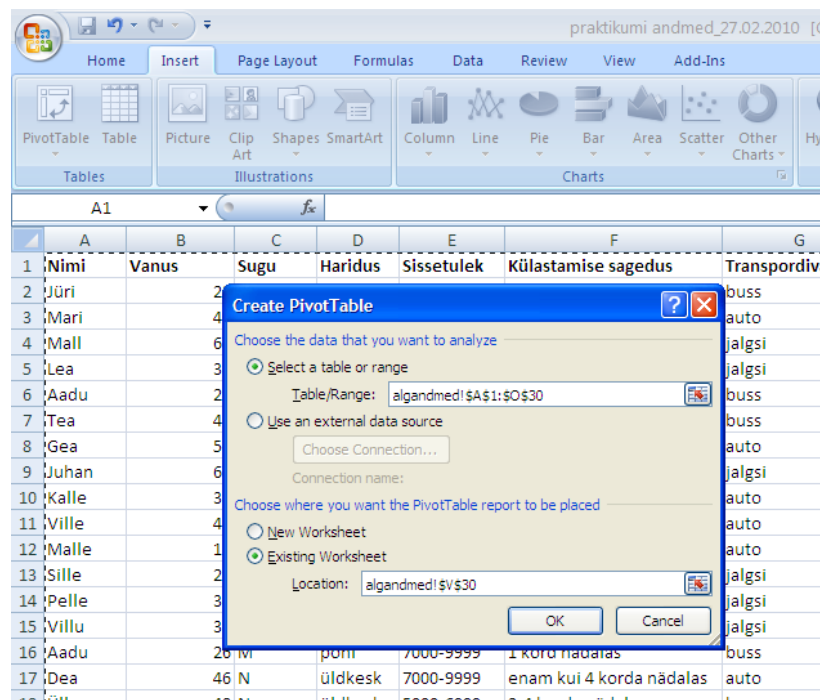 praktikumi andmed_27.02.2010
Home Insert Page Layout Formulas Data Review View Add-Ins
PivotTable Table Picture Clip Art Shapes SmartArt Column Line Pie Bar Area Scatter Other Charts
Tables Illustrations Charts
A1 fx
A B C D E F G
1 Nimi Vanus Sugu Haridus Sissetulek Külastamise sagedus
2 Jüri buss
3 Mari auto
4 Mall jalgsi
5 Lea jalgsi
6 Aadu buss
7 Tea buss
8 Gea auto
9 Juhan jalgsi
10 Kalle auto
11 Ville auto
12 Malle auto
13 Sille jalgsi
14 Pelle jalgsi
15 Villu jalgsi
16 Aadu 26 M põhi 7000-9999 1 kord nädalas buss
17 Dea 46 N üldkesk 7000-9999 enam kui 4 korda nädalas auto
Create PivotTable
Choose the data that you want to analyze
Select a table or range
Table/Range: algandmed!$A$1:$O$30
Use an external data source
Choose Connection...
Connection name:
Choose where you want the PivotTable report to be placed
New Worksheet
Existing Worksheet
Location: algandmed!$V$30
OK Cancel